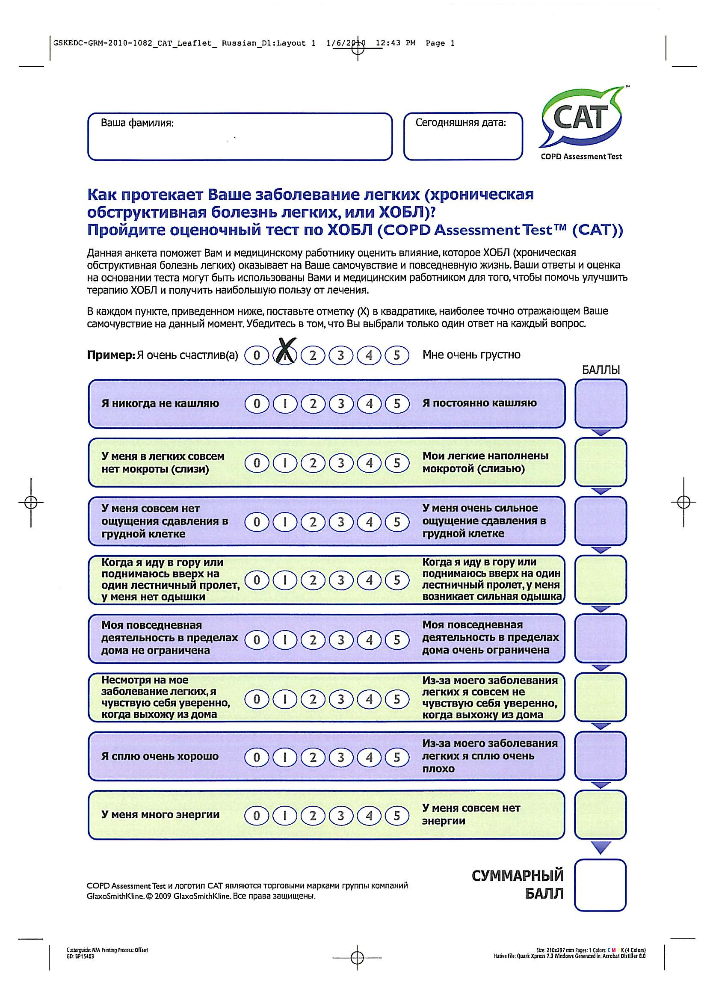 GSKEDC-GRM-2010-1082_CAT_Leaflet_ Russian_D1:Layout 1 1/6/2010 12:43 PM Page 1
Ваша фамилия:
Сегодняшняя дата:
CAT™
COPD Assessment Test
Как протекает Ваше заболевание легких (хроническая
обструктивная болезнь легких, или ХОБЛ)?
Пройдите оценочный тест по ХОБЛ (COPD Assessment Test™ (CAT))
Данная анкета поможет Вам и медицинскому работнику оценить влияние, которое ХОБЛ (хроническая
обструктивная болезнь легких) оказывает на Ваше самочувствие и повседневную жизнь. Ваши ответы и оценка
на основании теста могут быть использованы Вами и медицинским работником для того, чтобы помочь улучшить
терапию ХОБЛ и получить наибольшую пользу от лечения.
В каждом пункте, приведенном ниже, поставьте отметку (X) в квадратике, наиболее точно отражающем Ваше
самочувствие на данный момент. Убедитесь в том, что Вы выбрали только один ответ на каждый вопрос.
Пример: Я очень счастлив(а) 0 X 2 3 4 5 Мне очень грустно
БАЛЛЫ
Я никогда не кашляю 0 1 2 3 4 5 Я постоянно кашляю
У меня в легких совсем
нет мокроты (слизи)
0 1 2 3 4 5
Мои легкие наполнены
мокротой (слизью)
У меня совсем нет
ощущения сдавления в
грудной клетке
0 1 2 3 4 5
У меня очень сильное
ощущение сдавления в
грудной клетке
Когда я иду в гору или
поднимаюсь вверх на
один лестничный пролет,
у меня нет одышки
0 1 2 3 4 5
Когда я иду в гору или
поднимаюсь вверх на один
лестничный пролет, у меня
возникает сильная одышка
Моя повседневная
деятельность в пределах
дома не ограничена
0 1 2 3 4 5
Моя повседневная
деятельность в пределах
дома очень ограничена
Несмотря на мое
заболевание легких, я
чувствую себя уверенно,
когда выхожу из дома
0 1 2 3 4 5
Из-за моего заболевания
легких я совсем не
чувствую себя уверенно,
когда выхожу из дома
Я сплю очень хорошо
0 1 2 3 4 5
Из-за моего заболевания
легких я сплю очень
плохо
У меня много энергии
0 1 2 3 4 5
У меня совсем нет
энергии
СУММАРНЫЙ
БАЛЛ
COPD Assessment Test и логотип CAT являются торговыми марками группы компаний
GlaxoSmithKline. © 2009 GlaxoSmithKline. Все права защищены.
Cutterguide: N/A Printing Process: Offset
GD: BP15403
Size: 210x297 mm Pages: 1 Colors: C M Y K (4 Colors)
Native File: Quark Xpress 7.3 Windows Generated in: Acrobat Distiller 8.0